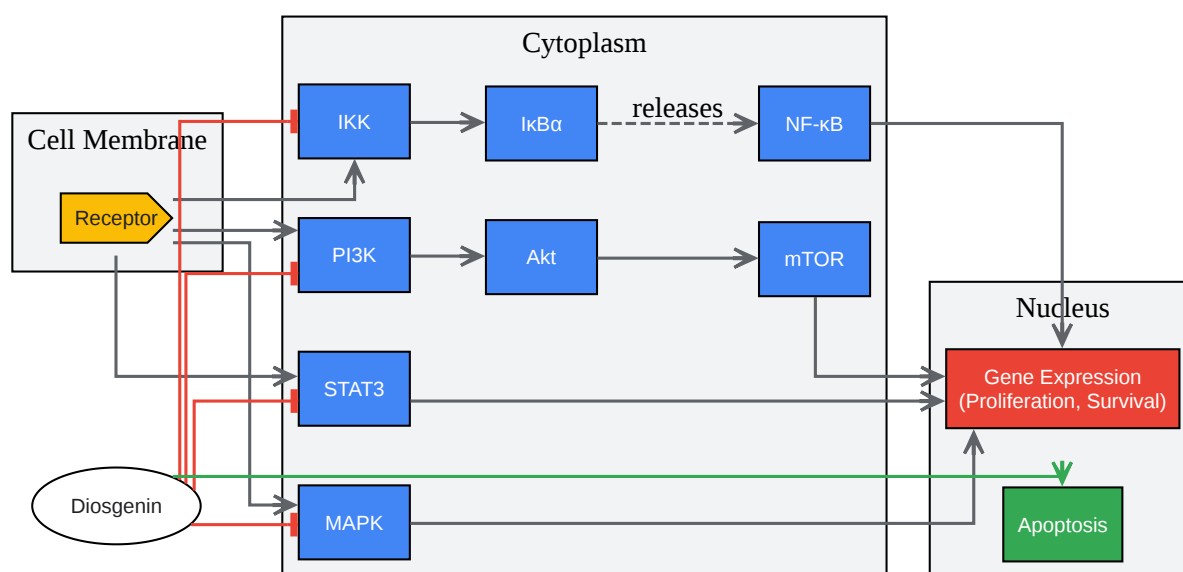 Cytoplasm
Cell Membrane
IKK
IκBα
releases
NF-κB
Receptor
PI3K
Akt
mTOR
Nucleus
STAT3
Gene Expression
(Proliferation, Survival)
Diosgenin
MAPK
Apoptosis